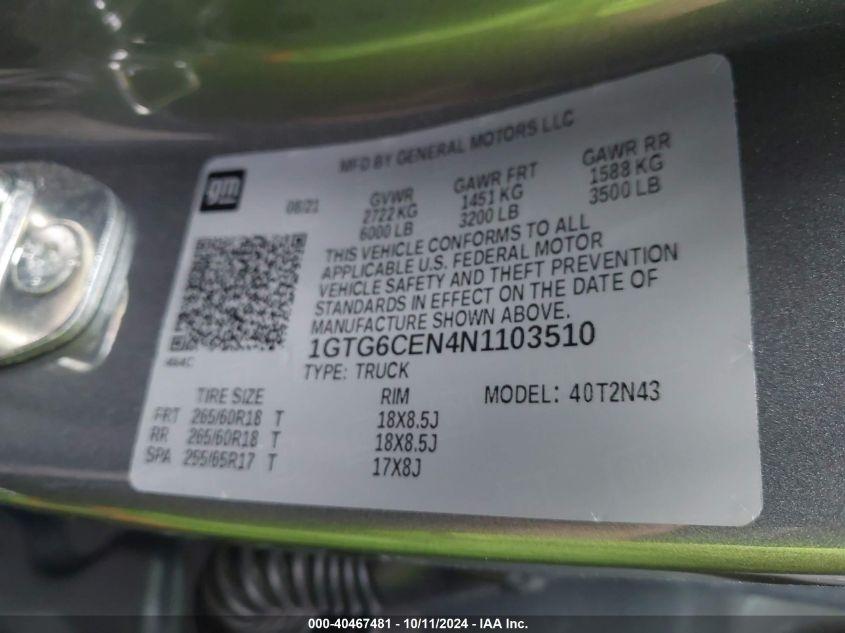 MFD BY GENERAL MOTORS LLC
gm
08/21
GVWR GAWR FRT GAWR RR
2722 KG 1451 KG 1588 KG
6000 LB 3200 LB 3500 LB
THIS VEHICLE CONFORMS TO ALL
APPLICABLE U.S. FEDERAL MOTOR
VEHICLE SAFETY AND THEFT PREVENTION
STANDARDS IN EFFECT ON THE DATE OF
MANUFACTURE SHOWN ABOVE.
1GTG6CEN4N1103510
TYPE: TRUCK
TIRE SIZE RIM MODEL: 40T2N43
FRT 265/60R18 T 18X8.5J
RR 265/60R18 T 18X8.5J
SPA 255/65R17 T 17X8J
000-40467481 - 10/11/2024 - IAA Inc.